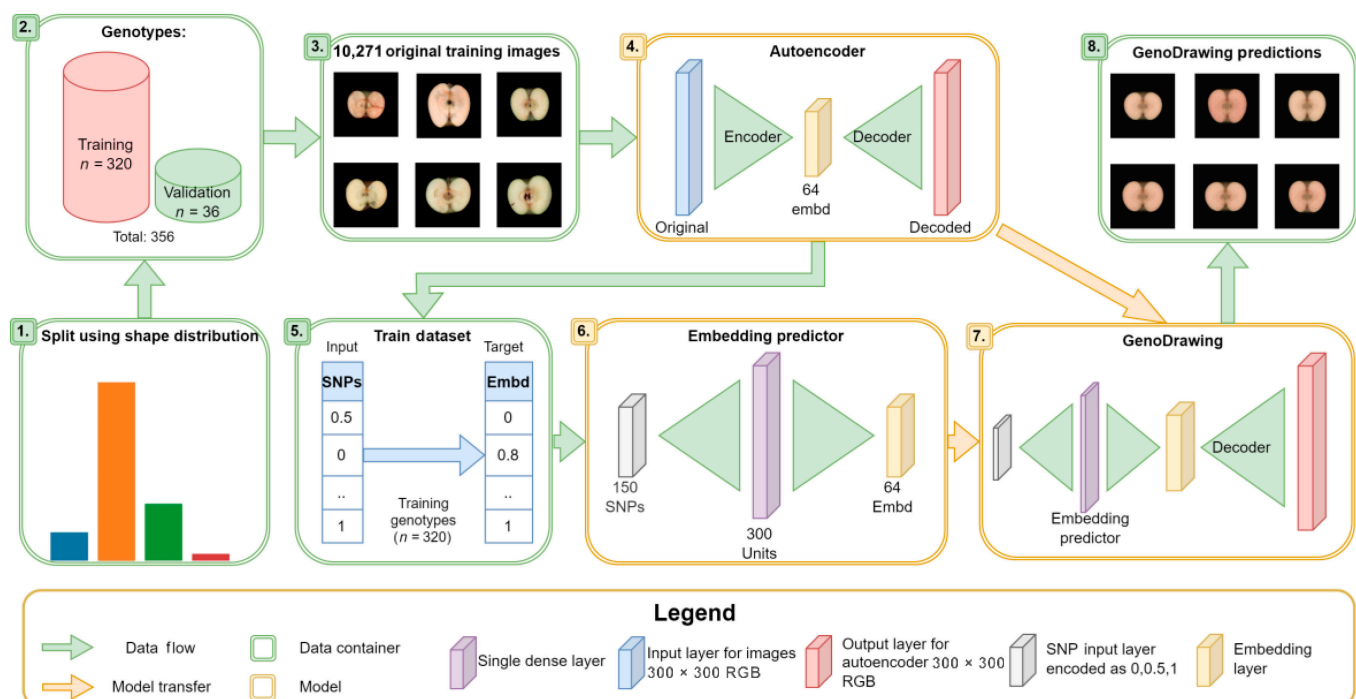 2.
Genotypes:
Training
n = 320
Validation
n = 36
Total: 356
3.
10,271 original training images
4.
Autoencoder
Encoder
Decoder
64
embd
Original
Decoded
8.
GenoDrawing predictions
1.
Split using shape distribution
5.
Train dataset
Input
Target
SNPs
Embd
0.5
0
0
0.8
..
..
1
1
Training
genotypes
(n = 320)
6.
Embedding predictor
150
SNPs
300
Units
64
Embd
7.
GenoDrawing
Embedding
predictor
Decoder
Legend
Data flow
Data container
Single dense layer
Input layer for images
300 × 300 RGB
Output layer for
autoencoder 300 × 300
RGB
SNP input layer
encoded as 0,0.5,1
Embedding
layer
Model transfer
Model